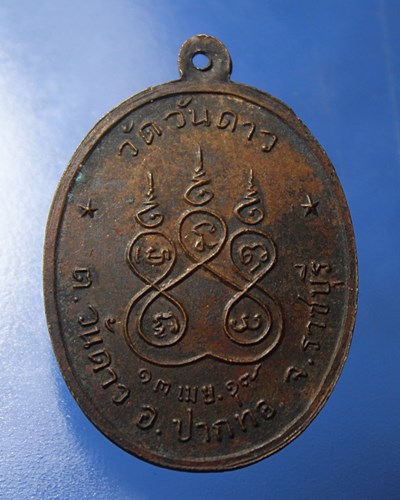 วัดวันดาว
๑๓ เมษ. ๑๙
ต. วันดาว อ. ปากทอ. จ. ราชบุรี